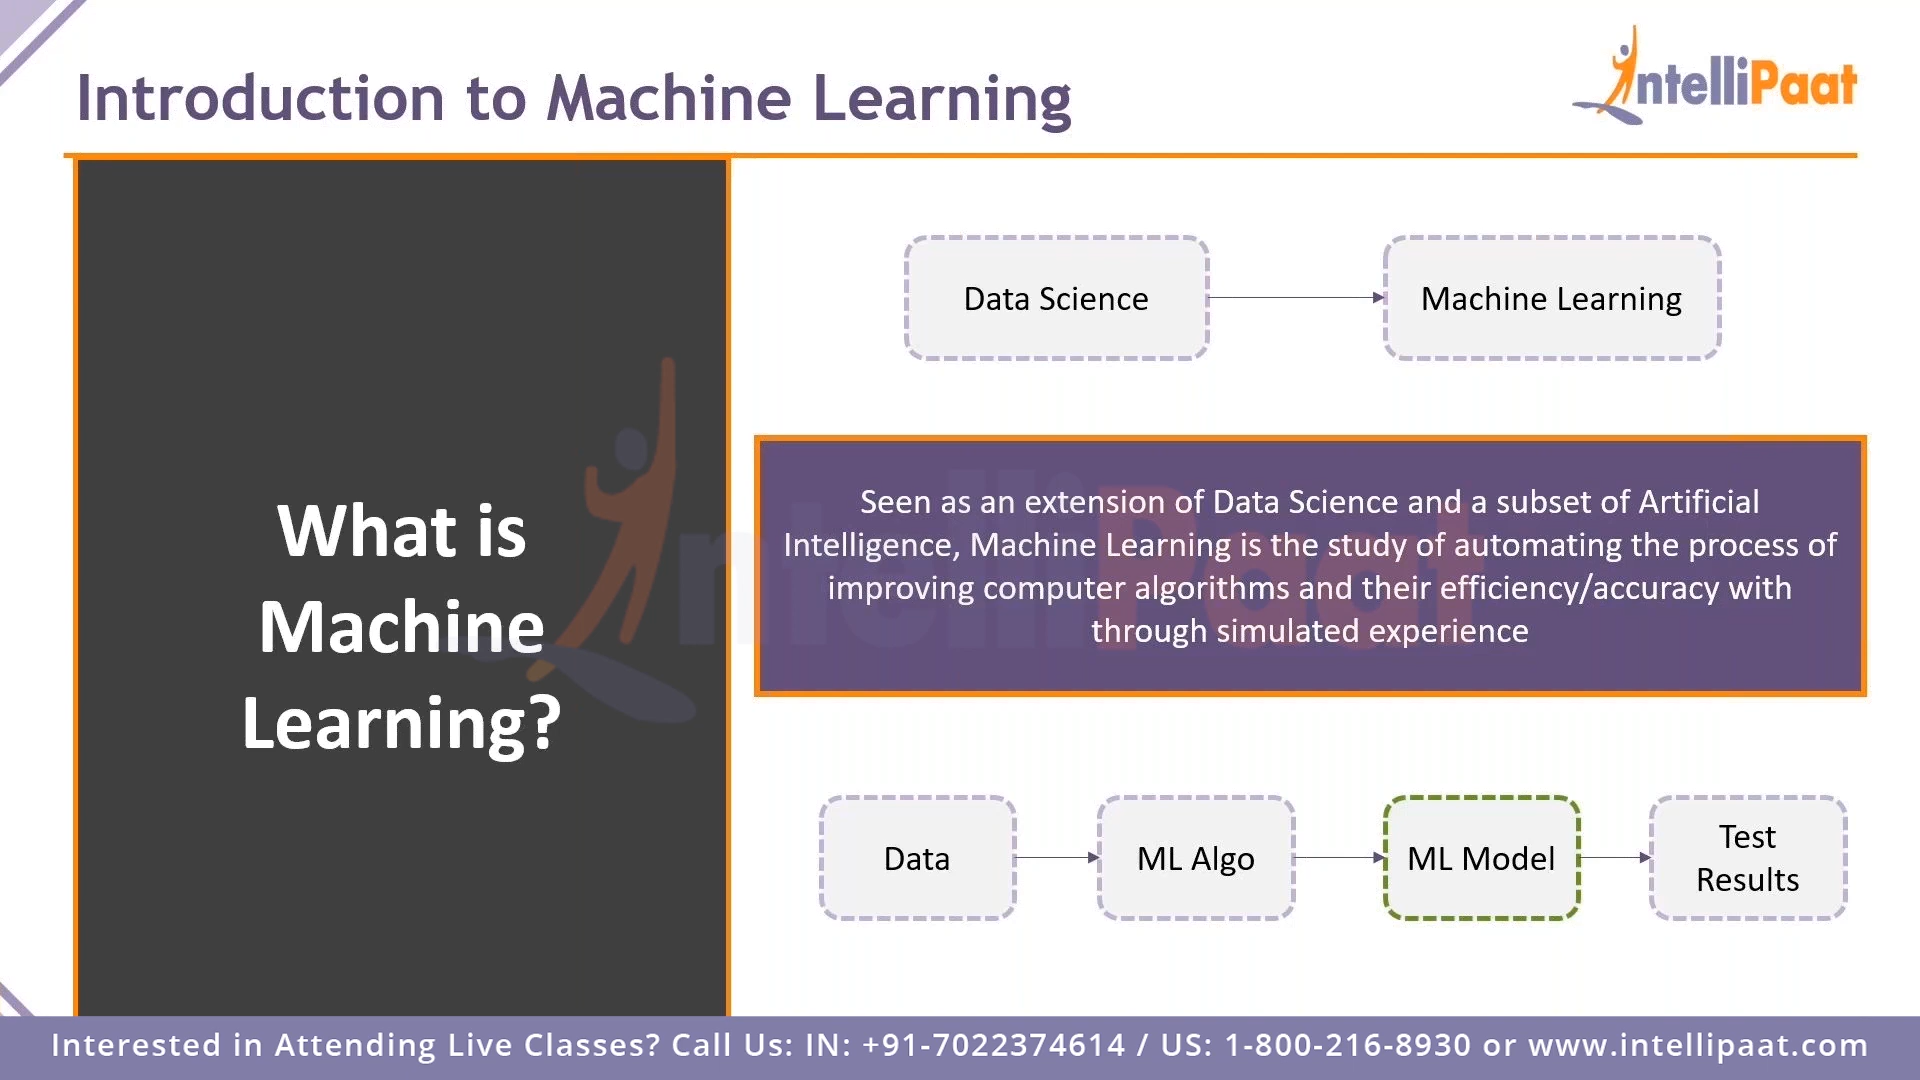 Introduction to Machine Learning
IntelliPaat
What is
Machine
Learning?
Data Science
Machine Learning
Seen as an extension of Data Science and a subset of Artificial
Intelligence, Machine Learning is the study of automating the process of
improving computer algorithms and their efficiency/accuracy with
through simulated experience
IntelliPaat
Data
ML Algo
ML Model
Test
Results
Interested in Attending Live Classes? Call Us: IN: +91-7022374614 / US: 1-800-216-8930 or www.intellipaat.com